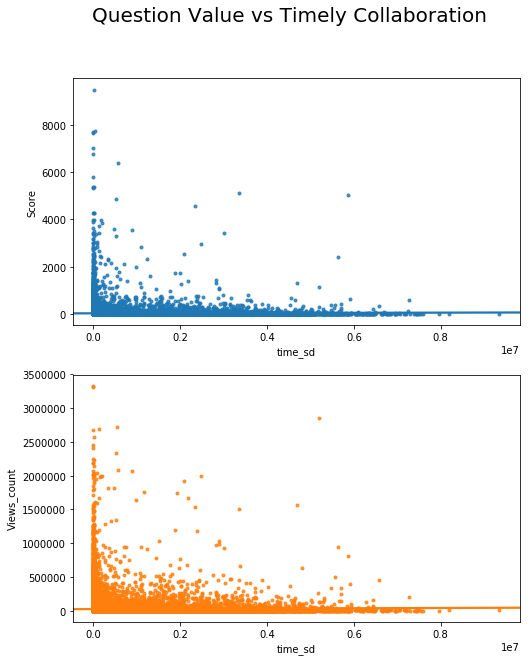 Question Value vs Timely Collaboration
8000
6000
4000
2000
0
Score
0.0 0.2 0.4 0.6 0.8
1e7
time_sd
3500000
3000000
2500000
2000000
1500000
1000000
500000
0
Views_count
0.0 0.2 0.4 0.6 0.8
1e7
time_sd